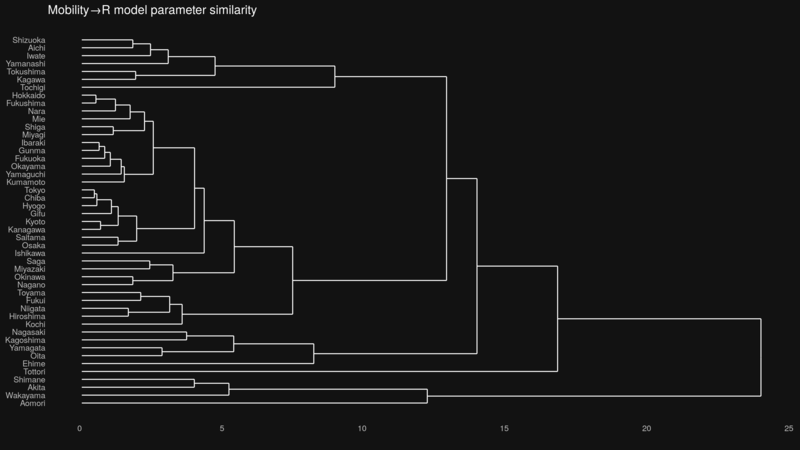 Mobility→R model parameter similarity
Shizuoka
Aichi
Iwate
Yamanashi
Tokushima
Kagawa
Tochigi
Hokkaido
Fukushima
Nara
Mie
Shiga
Miyagi
Ibaraki
Gunma
Fukuoka
Okayama
Yamaguchi
Kumamoto
Tokyo
Chiba
Hyogo
Gifu
Kyoto
Kanagawa
Saitama
Osaka
Ishikawa
Saga
Miyazaki
Okinawa
Nagano
Toyama
Fukui
Niigata
Hiroshima
Kochi
Nagasaki
Kagoshima
Yamagata
Oita
Ehime
Tottori
Shimane
Akita
Wakayama
Aomori
0 5 10 15 20 25